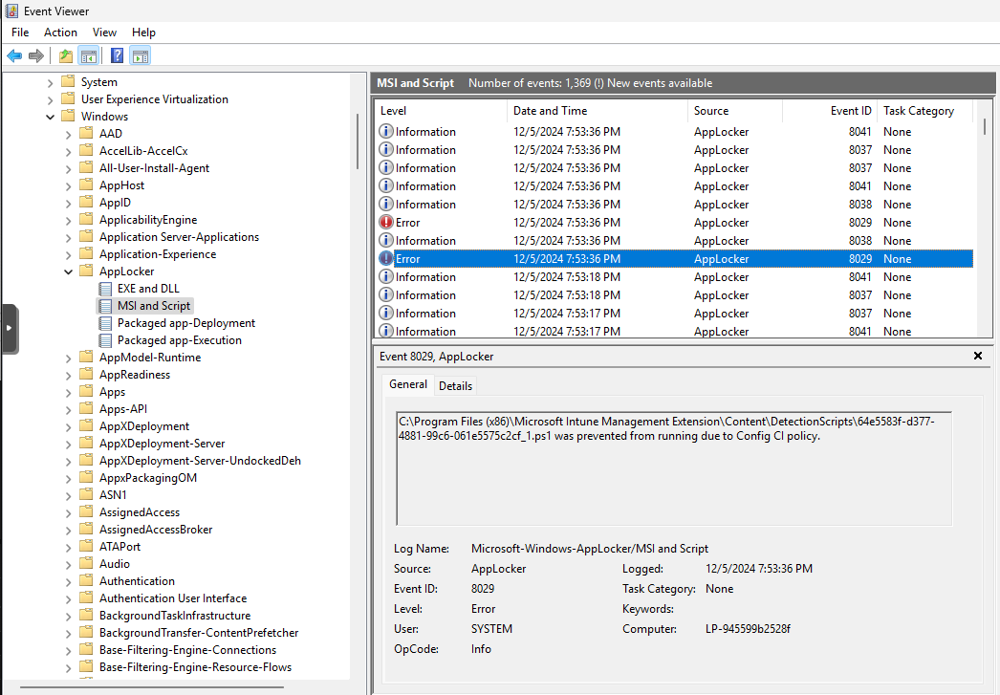 Event Viewer
File Action View Help
System
User Experience Virtualization
Windows
AAD
AccelLib-AccelCx
All-User-Install-Agent
AppHost
AppID
ApplicabilityEngine
Application Server-Applications
Application-Experience
AppLocker
EXE and DLL
MSI and Script
Packaged app-Deployment
Packaged app-Execution
AppModel-Runtime
AppReadiness
Apps
Apps-API
AppXDeployment
AppXDeployment-Server
AppXDeployment-Server-UndockedDeh
AppxPackagingOM
ASN1
AssignedAccess
AssignedAccessBroker
ATAPort
Audio
Authentication
Authentication User Interface
BackgroundTaskInfrastructure
BackgroundTransfer-ContentPrefetcher
Base-Filtering-Engine-Connections
Base-Filtering-Engine-Resource-Flows
MSI and Script Number of events: 1,369 (!) New events available
Level Date and Time Source Event ID Task Category
Information 12/5/2024 7:53:36 PM AppLocker 8041 None
Information 12/5/2024 7:53:36 PM AppLocker 8037 None
Information 12/5/2024 7:53:36 PM AppLocker 8037 None
Information 12/5/2024 7:53:36 PM AppLocker 8041 None
Information 12/5/2024 7:53:36 PM AppLocker 8038 None
Error 12/5/2024 7:53:36 PM AppLocker 8029 None
Information 12/5/2024 7:53:36 PM AppLocker 8038 None
Error 12/5/2024 7:53:36 PM AppLocker 8029 None
Information 12/5/2024 7:53:18 PM AppLocker 8041 None
Information 12/5/2024 7:53:18 PM AppLocker 8037 None
Information 12/5/2024 7:53:17 PM AppLocker 8037 None
Information 12/5/2024 7:53:17 PM AppLocker 8041 None
Event 8029, AppLocker
General Details
C:\Program Files (x86)\Microsoft Intune Management Extension\Content\DetectionScripts\64e5583f-d377-
4881-99c6-061e5575c2cf_1.ps1 was prevented from running due to Config CI policy.
Log Name: Microsoft-Windows-AppLocker/MSI and Script
Source: AppLocker Logged: 12/5/2024 7:53:36 PM
Event ID: 8029 Task Category: None
Level: Error Keywords:
User: SYSTEM Computer: LP-945599b2528f
OpCode: Info